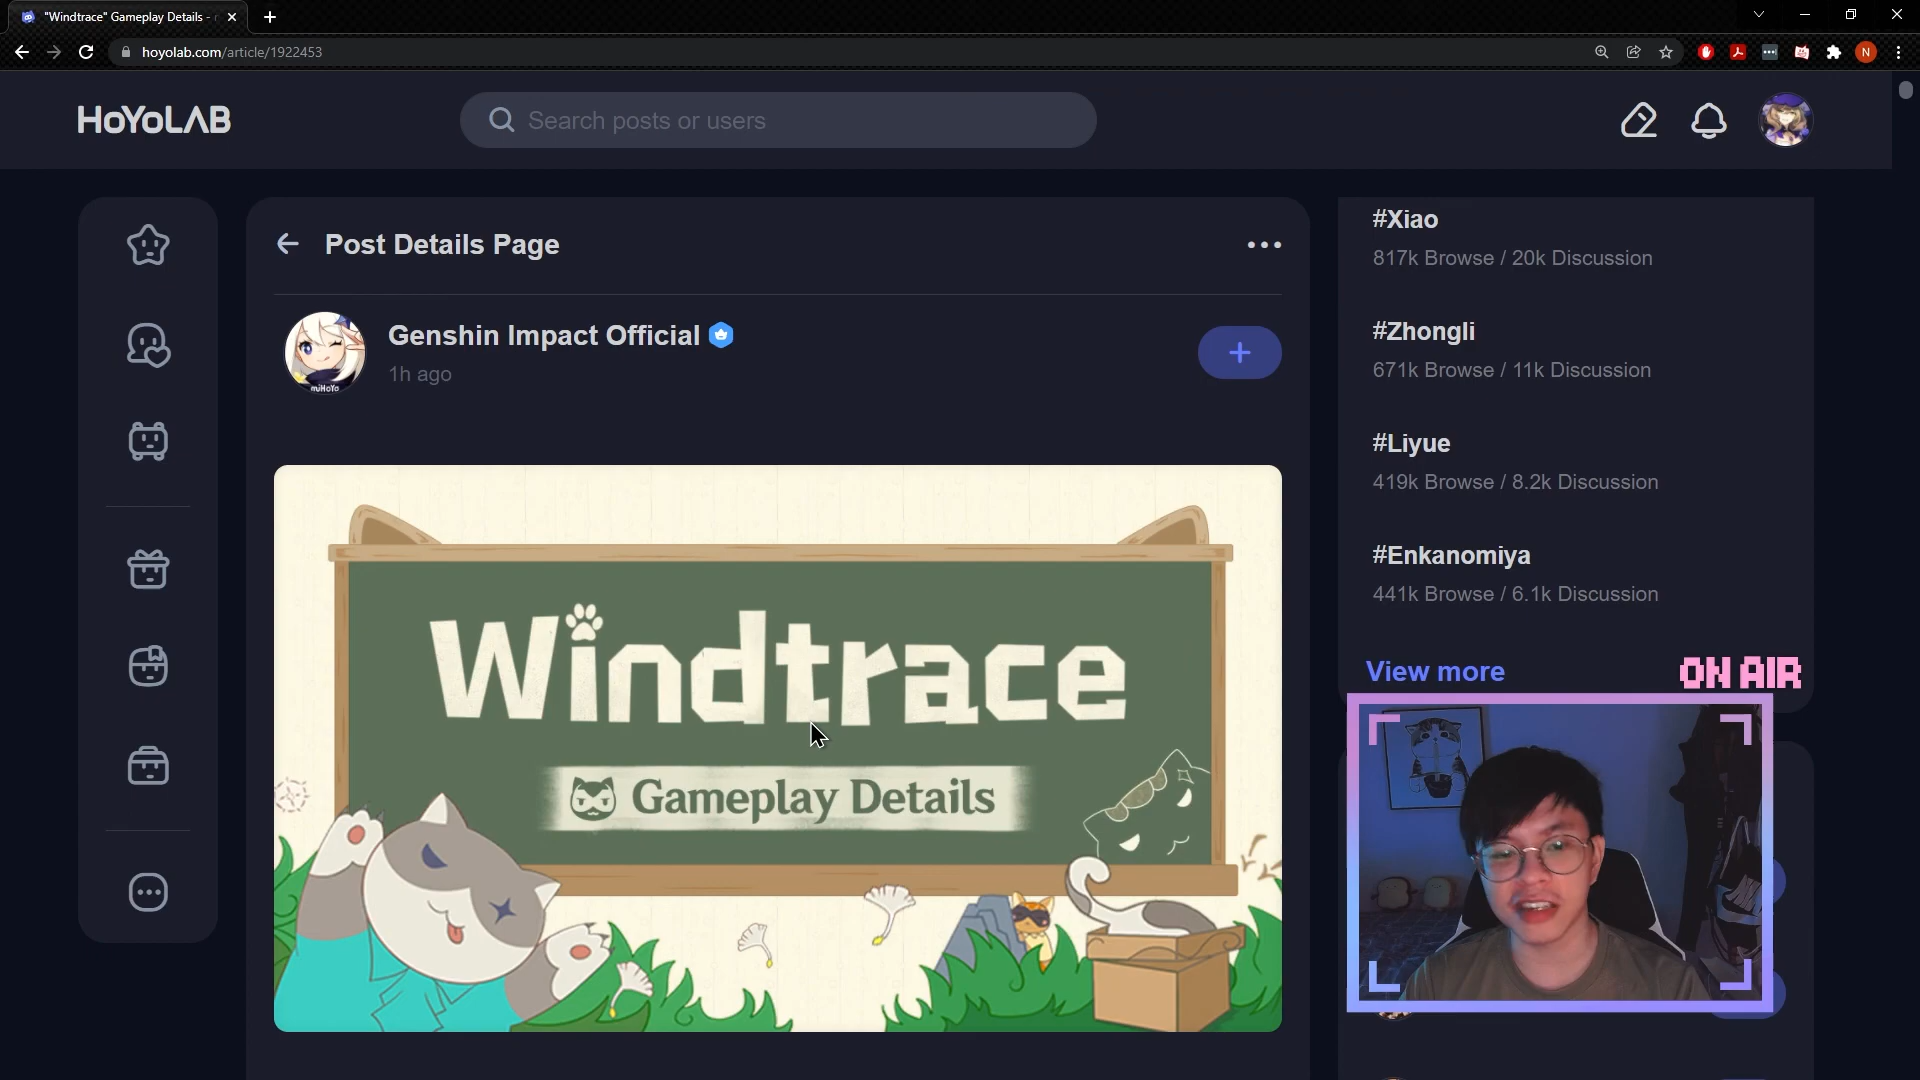 "Windtrace" Gameplay Details -
hoyolab.com/article/1922453
N
HoYoLAB
Search posts or users
Post Details Page
Genshin Impact Official
miHoYo
1h ago
Windtrace
Gameplay Details
#Xiao
817k Browse / 20k Discussion
#Zhongli
671k Browse / 11k Discussion
#Liyue
419k Browse / 8.2k Discussion
#Enkanomiya
441k Browse / 6.1k Discussion
View more
ON AIR